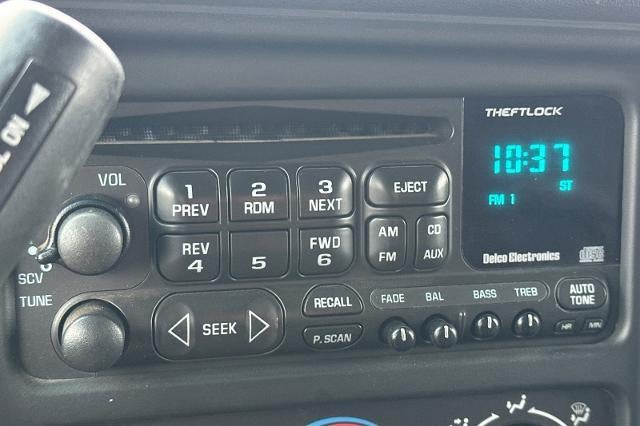 ON
THEFTLOCK
10:37
ST
FM 1
Delco Electronics
VOL
1
PREV
2
RDM
3
NEXT
EJECT
REV
4
5
FWD
6
AM
FM
CD
AUX
SCV
TUNE
SEEK
RECALL
P.SCAN
FADE BAL BASS TREB
AUTO
TONE
HR MN